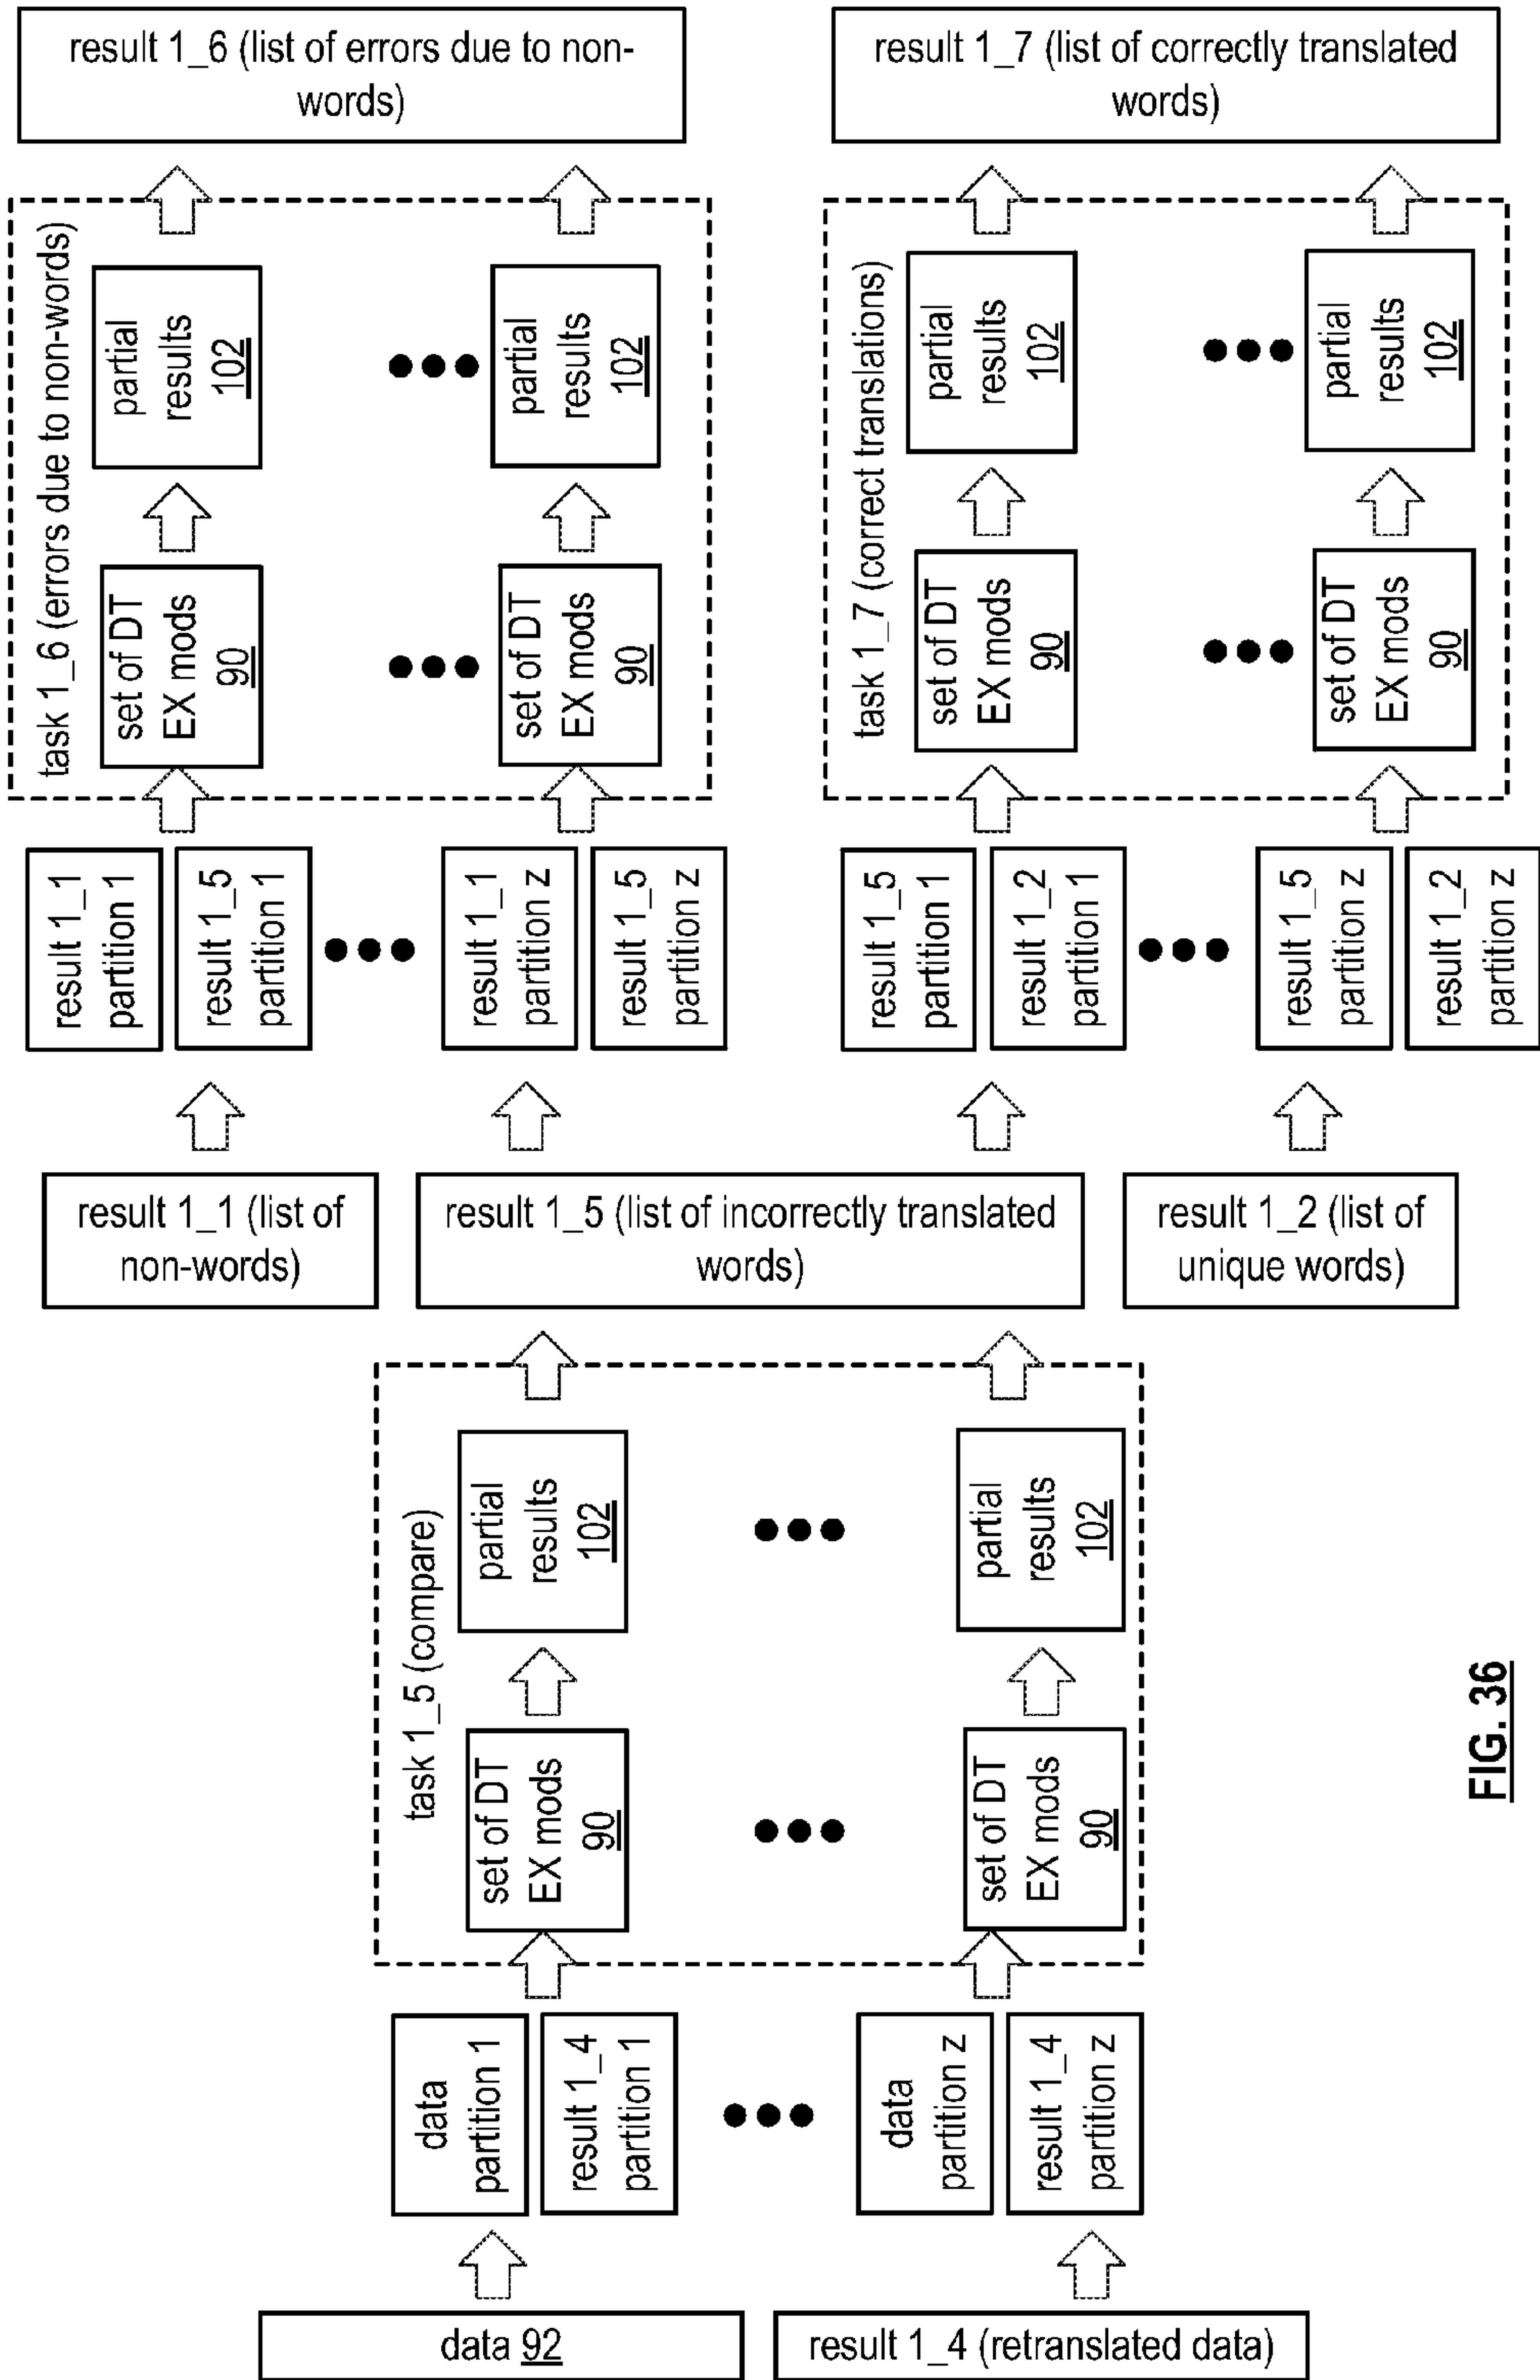 data 92
result 1_4 (retranslated data)
data
partition 1
result 1_4
partition 1
data
partition z
result 1_4
partition z
task 1_5 (compare)
set of DT
EX mods
90
partial
results
102
set of DT
EX mods
90
partial
results
102
result 1_1 (list of
non-words)
result 1_5 (list of incorrectly translated
words)
result 1_2 (list of
unique words)
result 1_1
partition 1
result 1_5
partition 1
result 1_1
partition z
result 1_5
partition z
task 1_6 (errors due to non-words)
set of DT
EX mods
90
partial
results
102
set of DT
EX mods
90
partial
results
102
result 1_6 (list of errors due to non-
words)
result 1_5
partition 1
result 1_2
partition 1
result 1_5
partition z
result 1_2
partition z
task 1_7 (correct translations)
set of DT
EX mods
90
partial
results
102
set of DT
EX mods
90
partial
results
102
result 1_7 (list of correctly translated
words)
FIG. 36